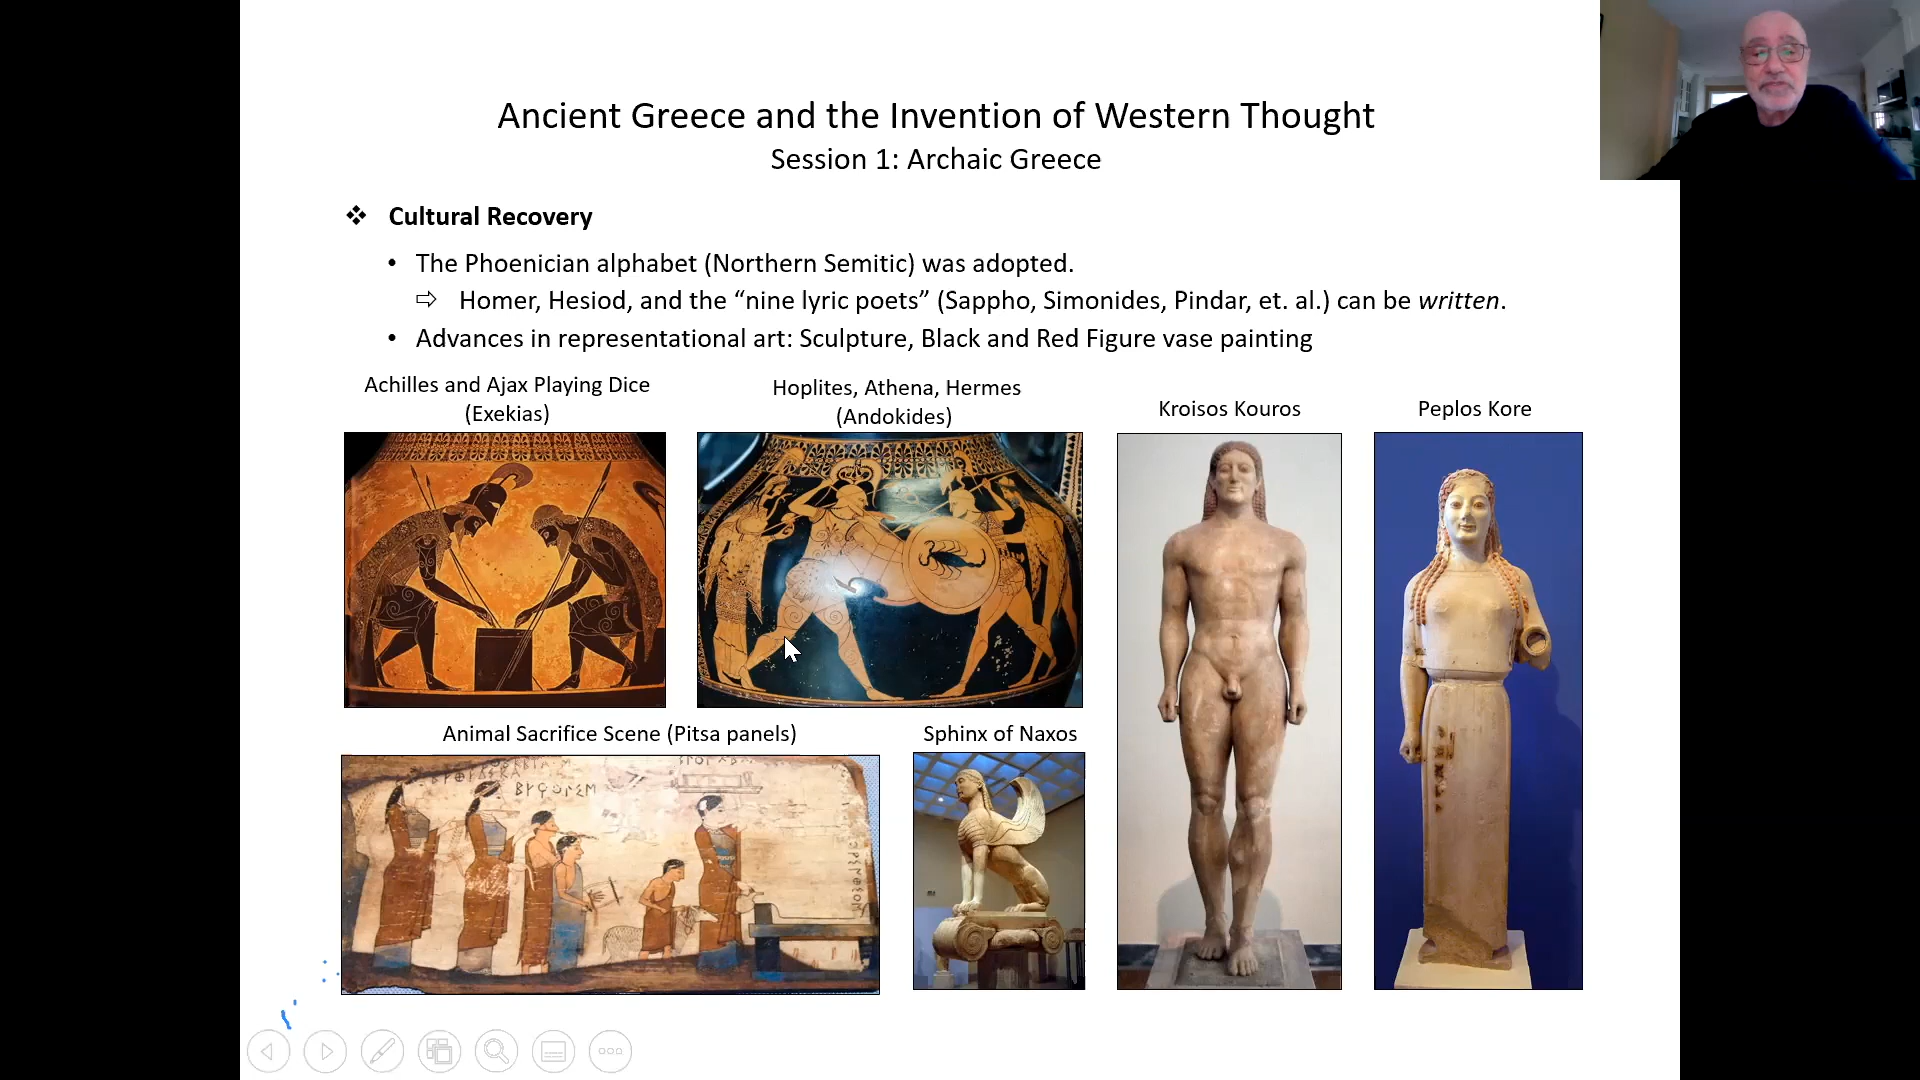 Ancient Greece and the Invention of Western Thought
Session 1: Archaic Greece
❖ Cultural Recovery
• The Phoenician alphabet (Northern Semitic) was adopted.
⇨ Homer, Hesiod, and the “nine lyric poets” (Sappho, Simonides, Pindar, et. al.) can be written.
• Advances in representational art: Sculpture, Black and Red Figure vase painting
Achilles and Ajax Playing Dice
(Exekias)
Hoplites, Athena, Hermes
(Andokides)
Kroisos Kouros
Peplos Kore
Animal Sacrifice Scene (Pitsa panels)
Sphinx of Naxos